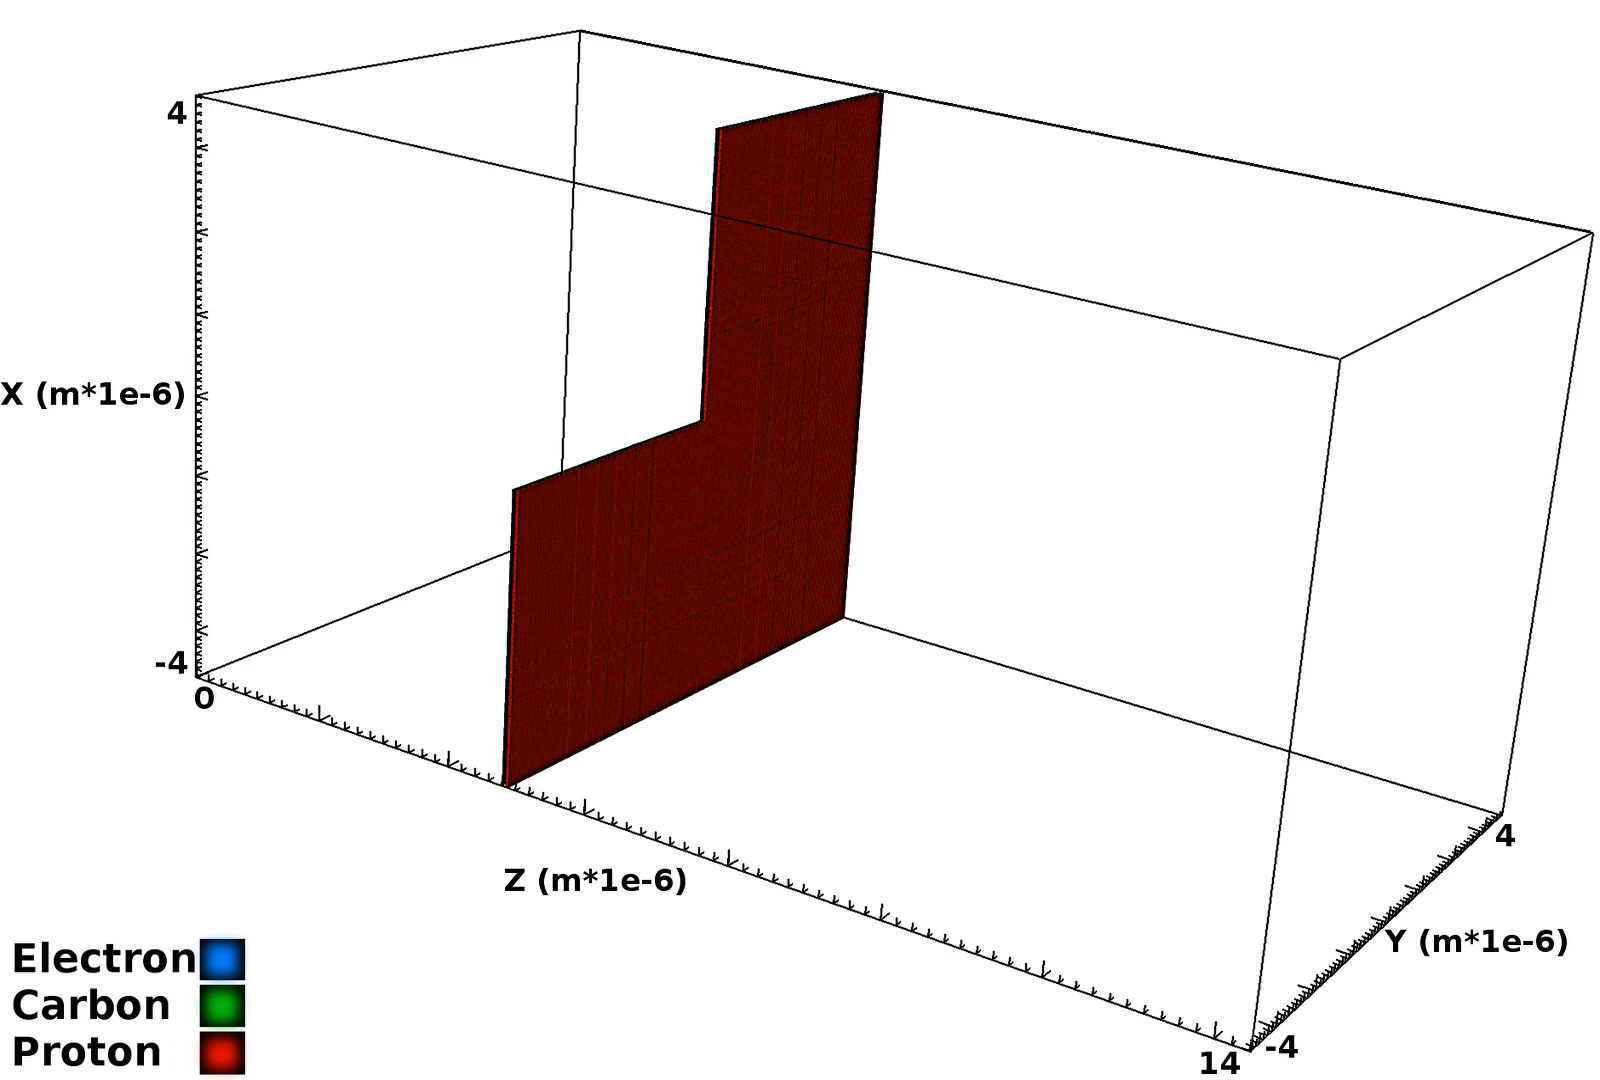 4
X (m*1e-6)
-4
0
Z (m*1e-6)
4
Y (m*1e-6)
14
-4
Electron
Carbon
Proton